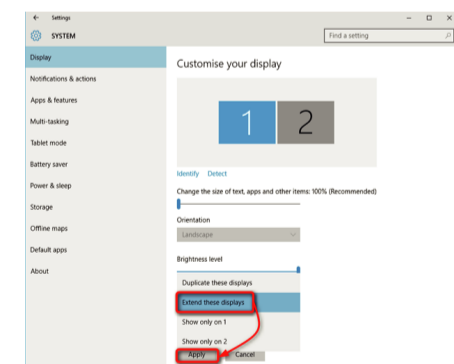 Settings
SYSTEM
Find a setting
Display
Notifications & actions
Apps & features
Multi-tasking
Tablet mode
Battery saver
Power & sleep
Storage
Offline maps
Default apps
About
Customise your display
1 2
Identify Detect
Change the size of text, apps and other items: 100% (Recommended)
Orientation
Landscape
Brightness level
Duplicate these displays
Extend these displays
Show only on 1
Show only on 2
Apply Cancel